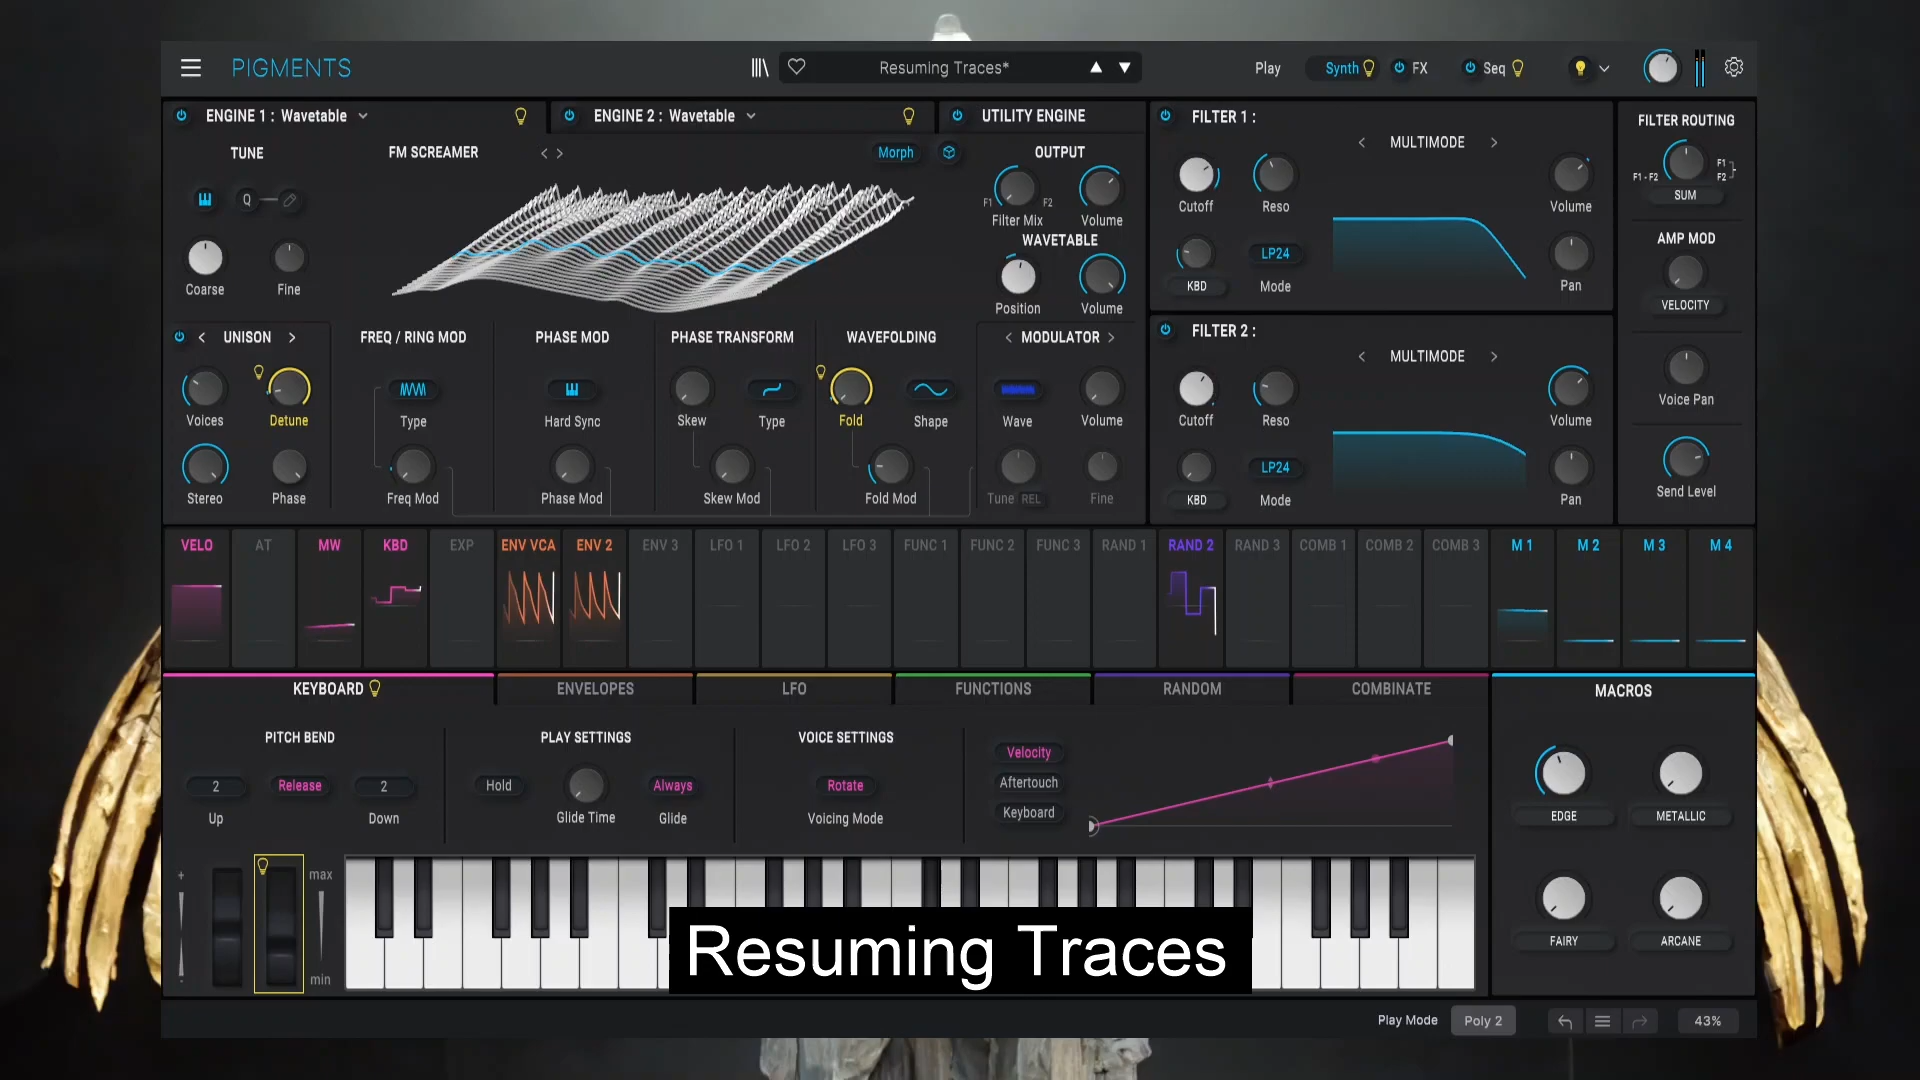 PIGMENTS
Resuming Traces*
Play
Synth
FX
Seq
ENGINE 1 : Wavetable
ENGINE 2 : Wavetable
UTILITY ENGINE
TUNE
FM SCREAMER
Morph
Q
Coarse
Fine
OUTPUT
F1
F2
Filter Mix
Volume
WAVETABLE
Position
Volume
UNISON
Voices
Detune
Stereo
Phase
FREQ / RING MOD
Type
Freq Mod
PHASE MOD
Hard Sync
Phase Mod
PHASE TRANSFORM
Skew
Type
Skew Mod
WAVEFOLDING
Fold
Shape
Fold Mod
MODULATOR
Wave
Volume
Tune REL
Fine
FILTER 1 :
MULTIMODE
Cutoff
Reso
Volume
LP24
KBD
Mode
Pan
FILTER 2 :
MULTIMODE
Cutoff
Reso
Volume
LP24
KBD
Mode
Pan
FILTER ROUTING
F1 - F2
F1
F2
SUM
AMP MOD
VELOCITY
Voice Pan
Send Level
VELO
AT
MW
KBD
EXP
ENV VCA
ENV 2
ENV 3
LFO 1
LFO 2
LFO 3
FUNC 1
FUNC 2
FUNC 3
RAND 1
RAND 2
RAND 3
COMB 1
COMB 2
COMB 3
M 1
M 2
M 3
M 4
KEYBOARD
ENVELOPES
LFO
FUNCTIONS
RANDOM
COMBINATE
MACROS
PITCH BEND
2
Release
2
Up
Down
PLAY SETTINGS
Hold
Always
Glide Time
Glide
VOICE SETTINGS
Rotate
Voicing Mode
Velocity
Aftertouch
Keyboard
EDGE
METALLIC
FAIRY
ARCANE
+
-
max
min
Resuming Traces
Play Mode
Poly 2
43%